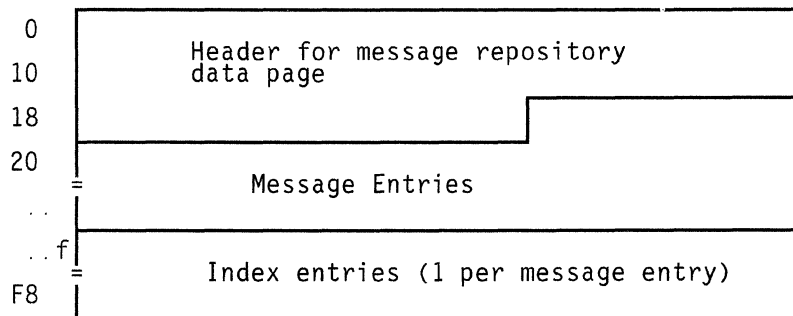 0
Header for message repository
10
data page
18
20
=
Message Entries
..
..f
=
Index entries (1 per message entry)
F8